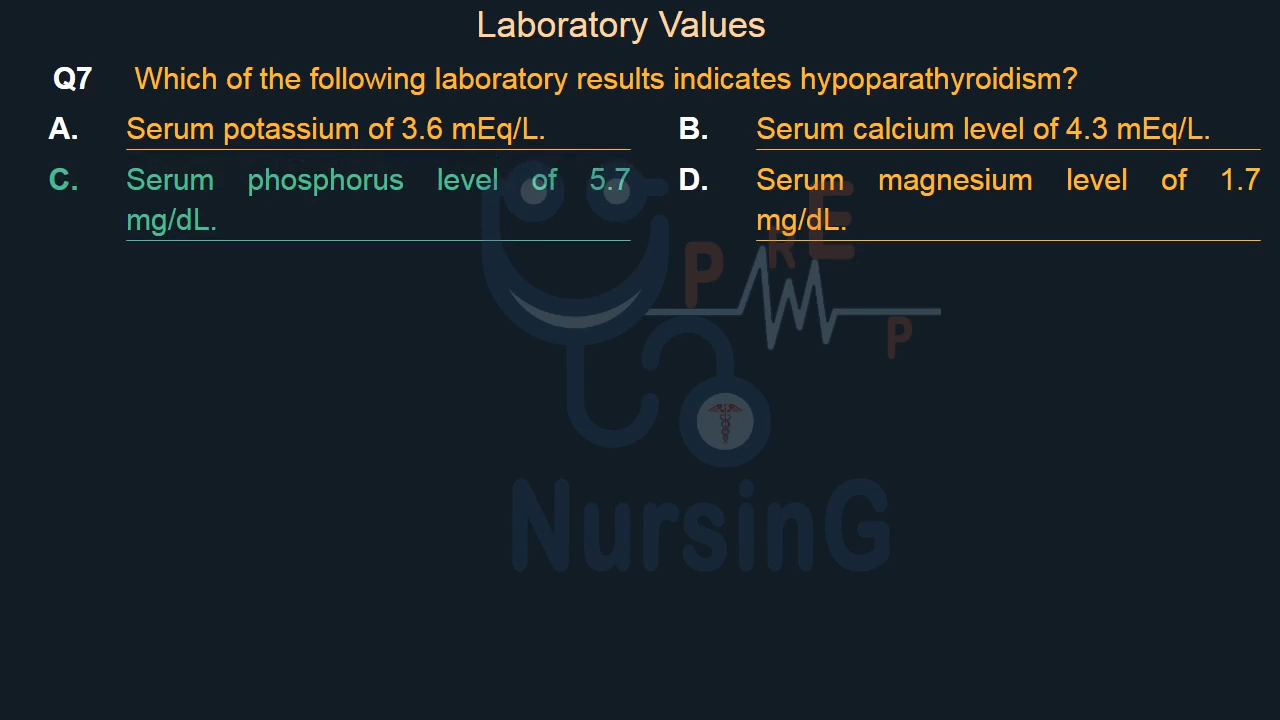 Laboratory Values
Q7 Which of the following laboratory results indicates hypoparathyroidism?
A. Serum potassium of 3.6 mEq/L.
B. Serum calcium level of 4.3 mEq/L.
C. Serum phosphorus level of 5.7
mg/dL.
D. Serum magnesium level of 1.7
mg/dL.
PREP
NursinG